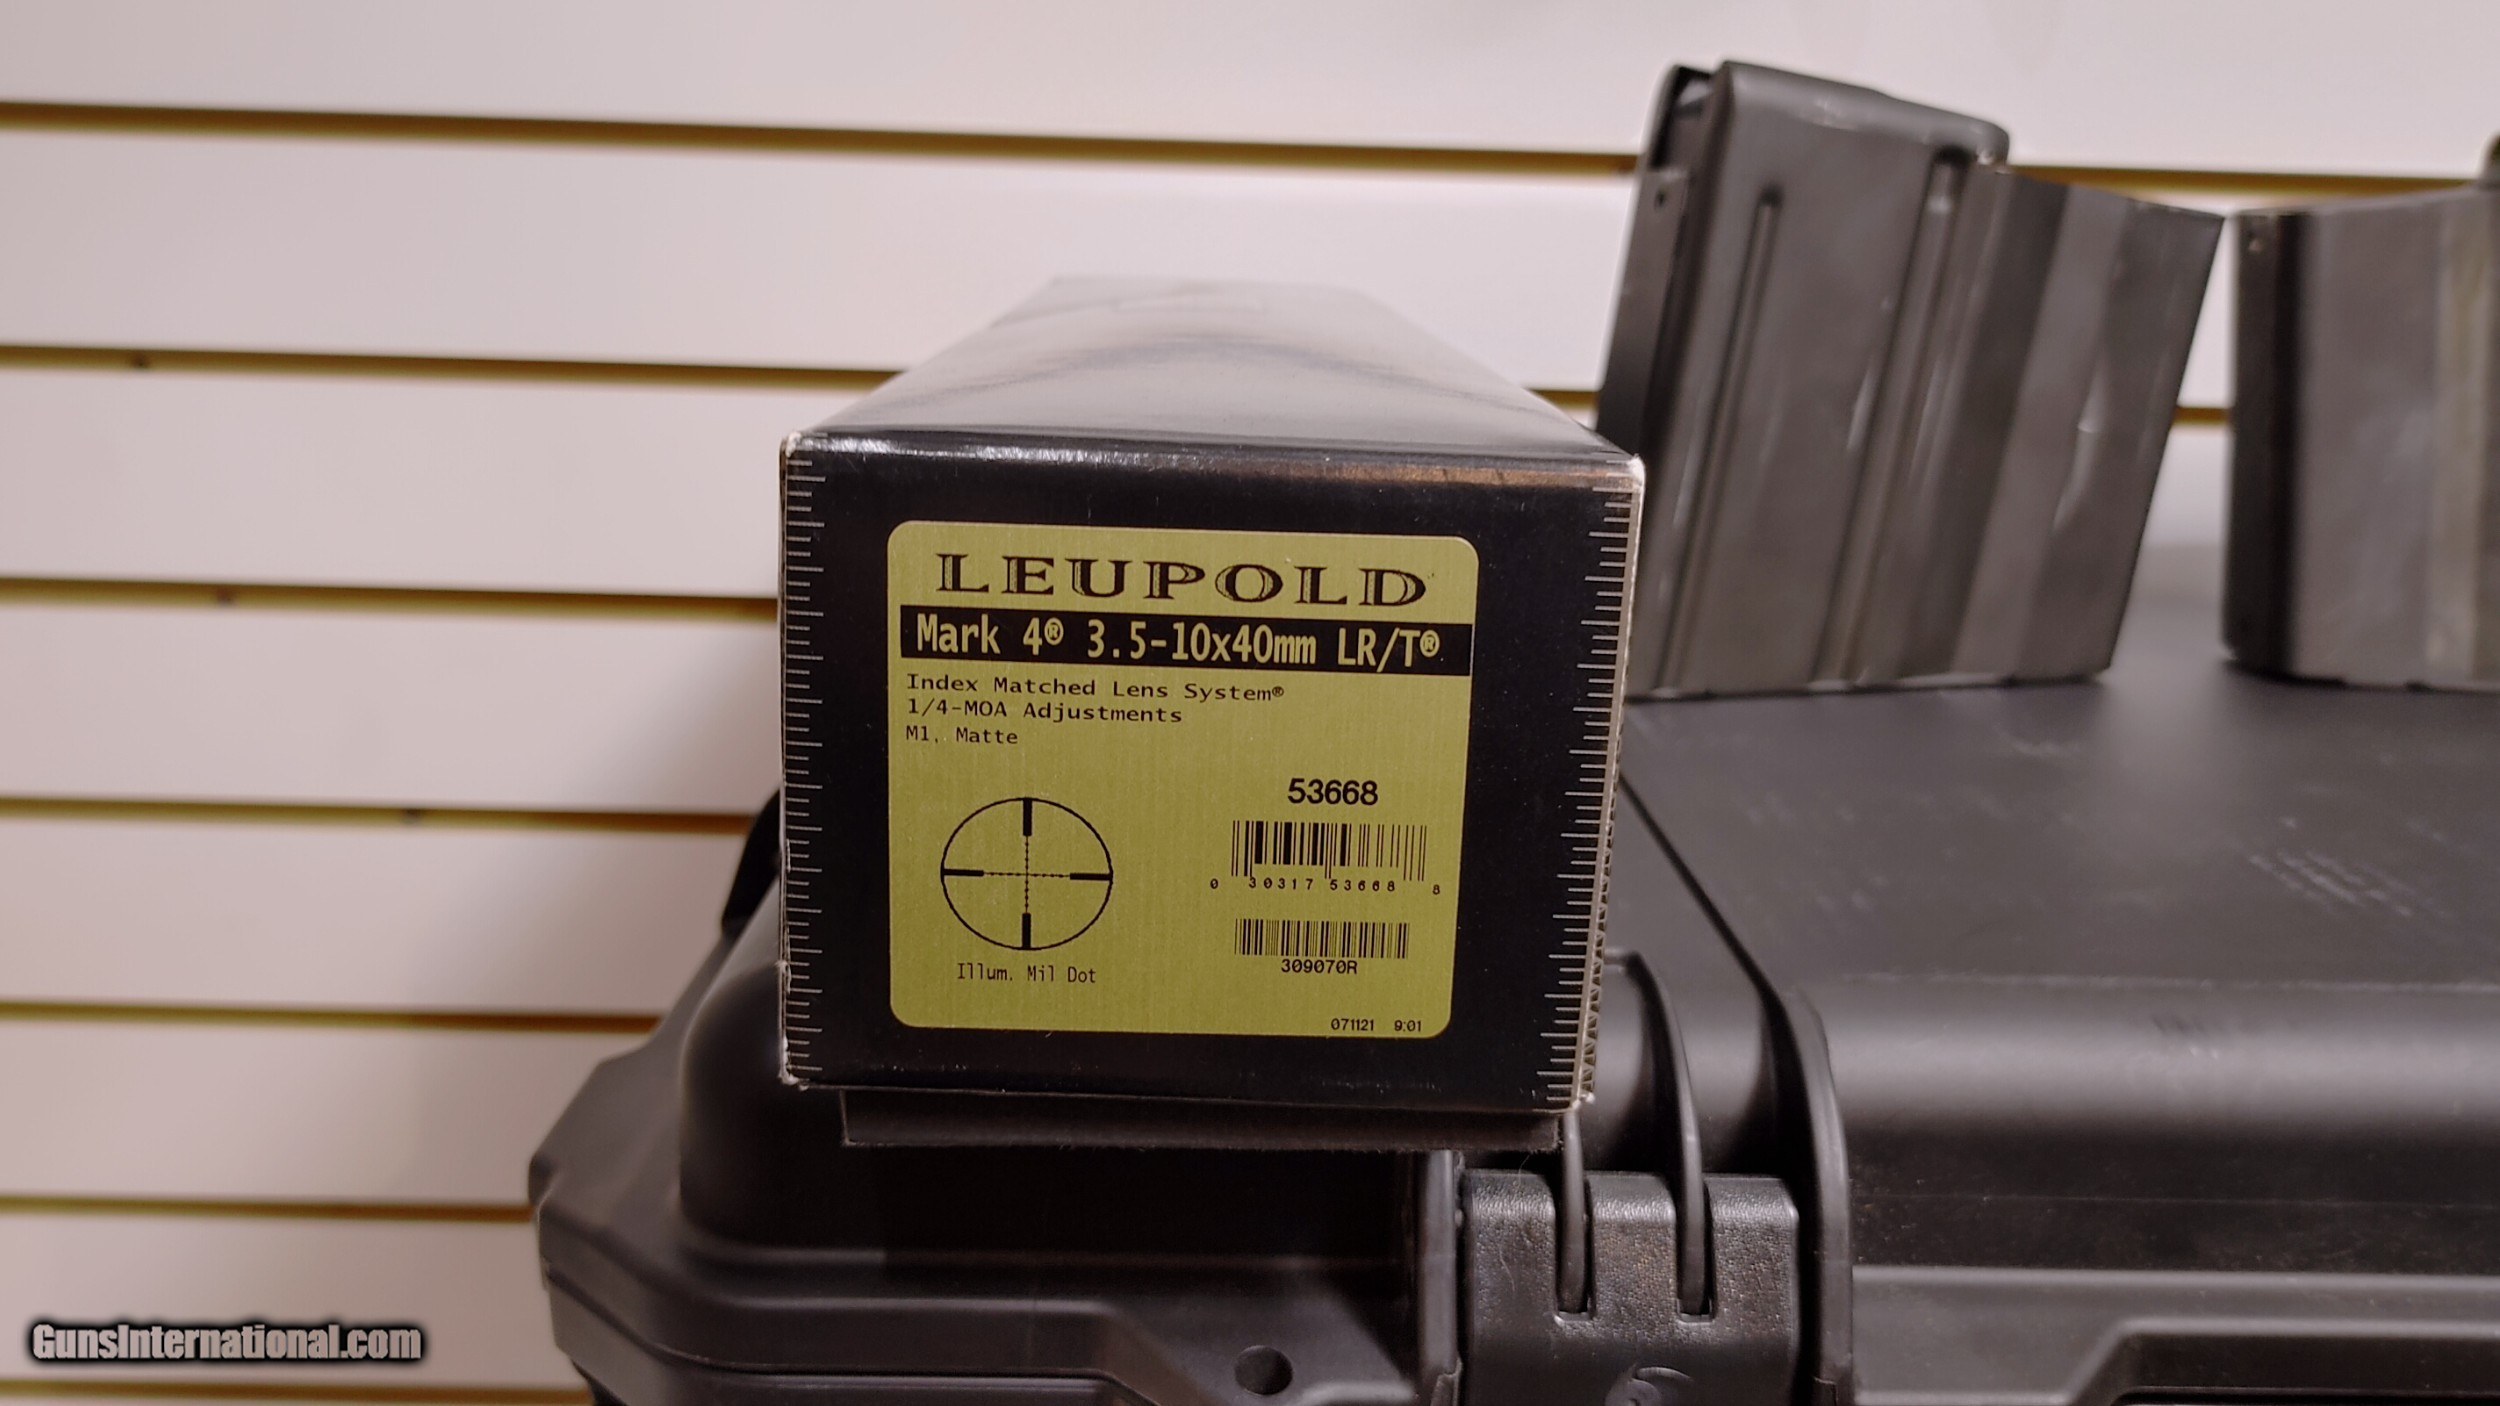 LEUPOLD
Mark 4® 3.5-10x40mm LR/T®
Index Matched Lens System®
1/4-MOA Adjustments
M1, Matte
53668
0 30317 53668 8
309070R
Illum. Mil Dot
071121 9:01
GunsInternational.com